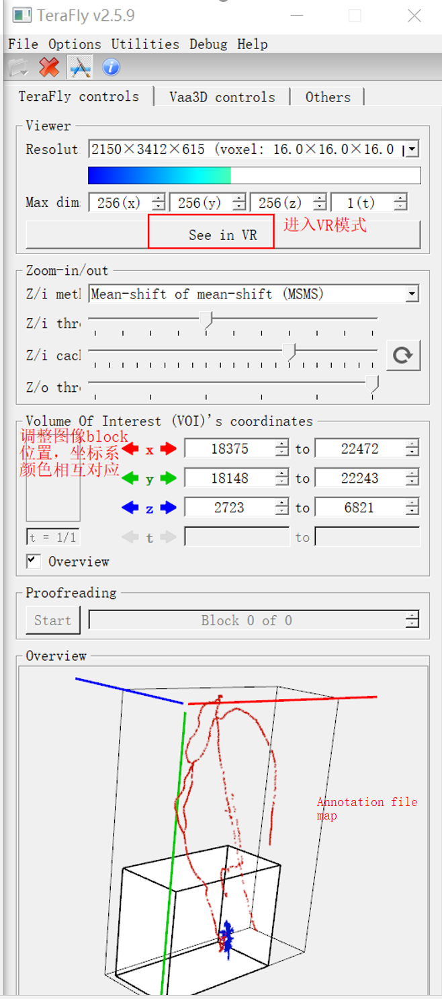 TeraFly v2.5.9
File Options Utilities Debug Help
TeraFly controls Vaa3D controls Others
Viewer
Resolut: 2150×3412×615 (voxel: 16.0×16.0×16.0
Max dim: 256(x) 256(y) 256(z) 1(t)
See in VR 进入VR模式
Zoom-in/out
Z/i metl Mean-shift of mean-shift (MSMS)
Z/i thr
Z/i cacl
Z/o thr
Volume Of Interest (VOI)'s coordinates
调整图像block
位置，坐标系
颜色相互对应
x 18375 to 22472
y 18148 to 22243
z 2723 to 6821
t = 1/1 t to
Overview
Proofreading
Start Block 0 of 0
Overview
Annotation file
map